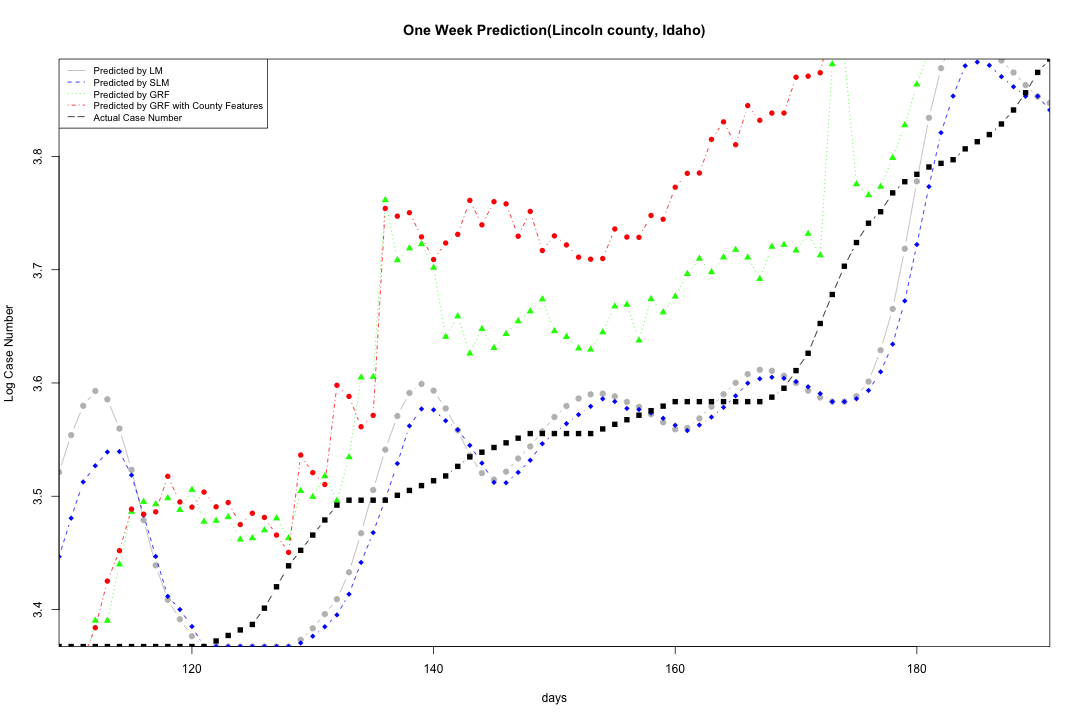 One Week Prediction(Lincoln county, Idaho)
Predicted by LM
Predicted by SLM
Predicted by GRF
Predicted by GRF with County Features
Actual Case Number
Log Case Number
3.8
3.7
3.6
3.5
3.4
120 140 160 180
days